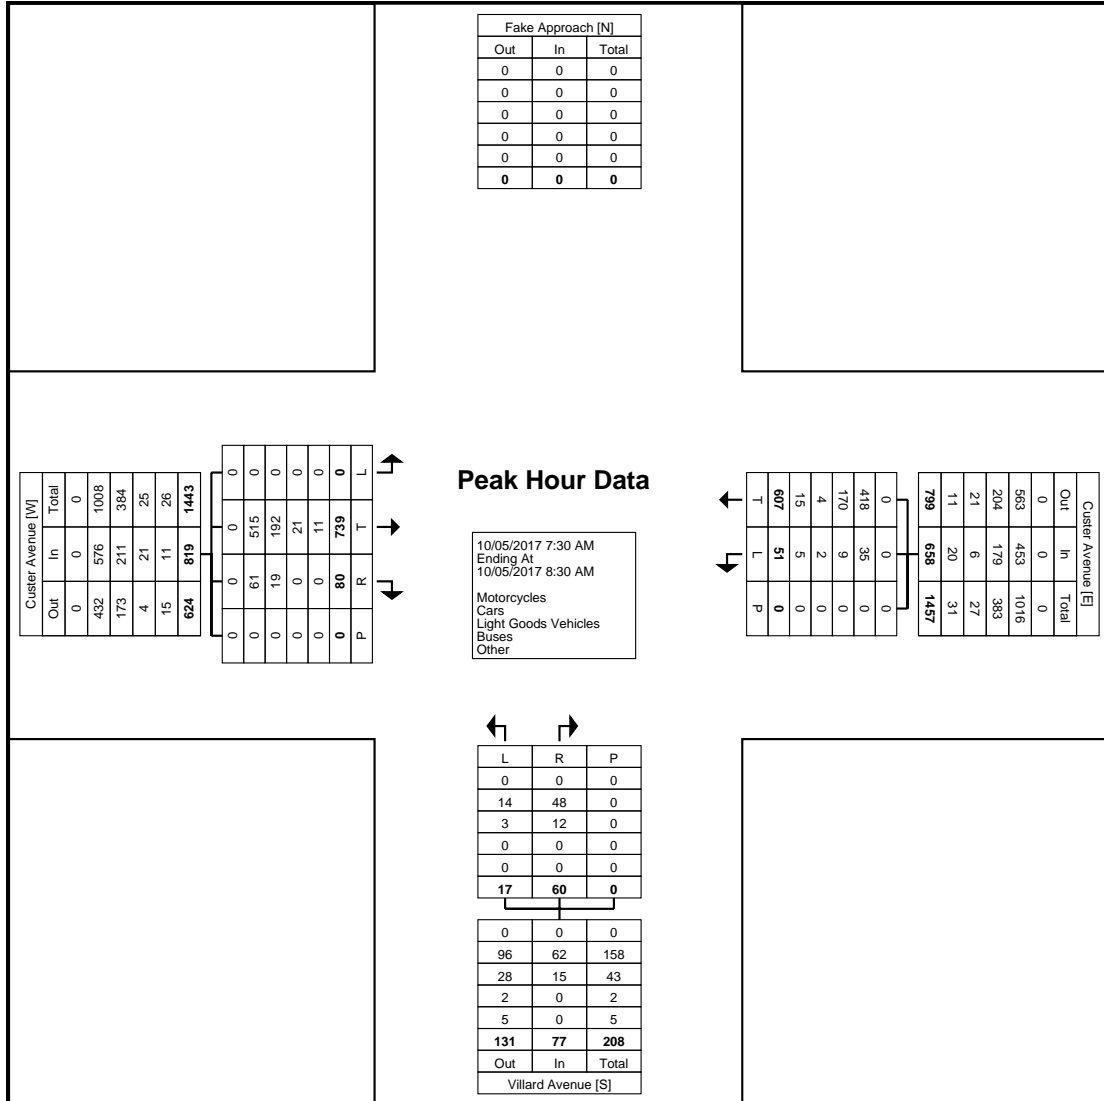 Fake Approach [N]
Out In Total
0 0 0
0 0 0
0 0 0
0 0 0
0 0 0
0 0 0
Peak Hour Data
10/05/2017 7:30 AM
Ending At
10/05/2017 8:30 AM
Motorcycles
Cars
Light Goods Vehicles
Buses
Other
Custer Avenue [W]
Total 0 1008 384 25 26 1443
In 0 576 211 21 11 819
Out 0 432 173 4 15 624
0 0 0 0 0 0 L
0 515 192 21 11 739 T
0 61 19 0 0 80 R
0 0 0 0 0 0 P
T 607 15 4 170 418 0
L 51 5 2 9 35 0
P 0 0 0 0 0 0
799 11 21 204 563 0 Out
658 20 6 179 453 0 In
1457 31 27 383 1016 0 Total
Custer Avenue [E]
L R P
0 0 0
14 48 0
3 12 0
0 0 0
0 0 0
17 60 0
0 0 0
96 62 158
28 15 43
2 0 2
5 0 5
131 77 208
Out In Total
Villard Avenue [S]